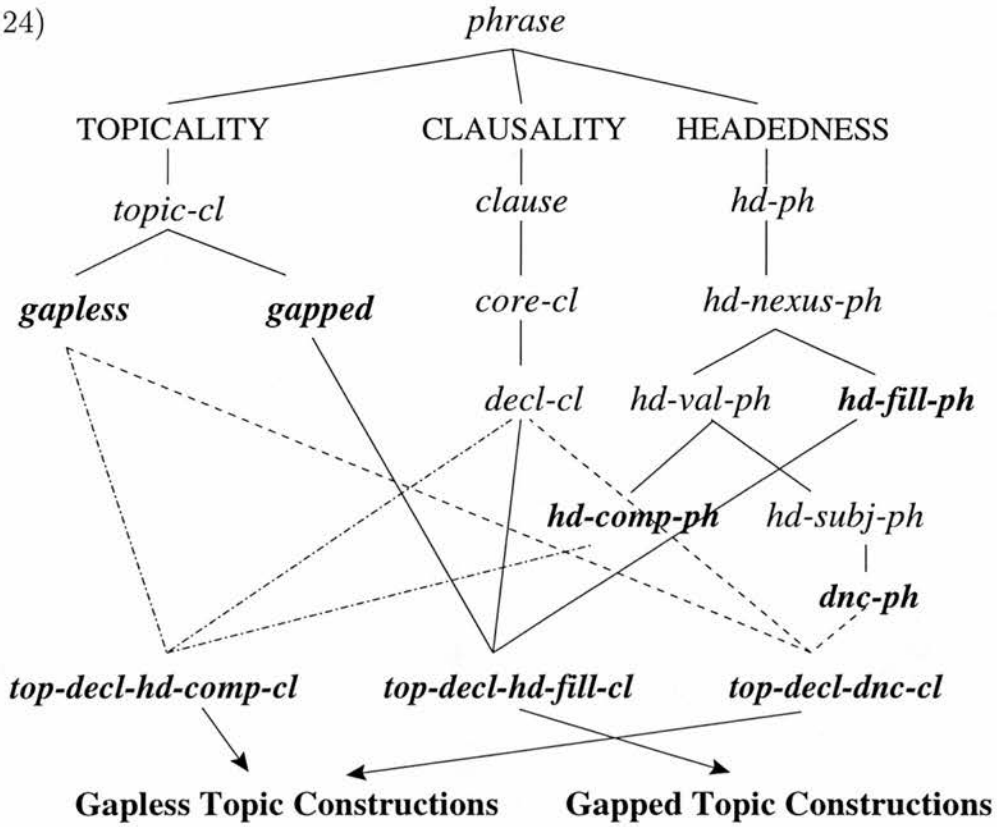 24)
phrase
TOPICALITY CLAUSALITY HEADEDNESS
topic-cl clause hd-ph
gapless gapped core-cl hd-nexus-ph
decl-cl hd-val-ph hd-fill-ph
hd-comp-ph hd-subj-ph
dnc-ph
top-decl-hd-comp-cl top-decl-hd-fill-cl top-decl-dnc-cl
Gapless Topic Constructions Gapped Topic Constructions